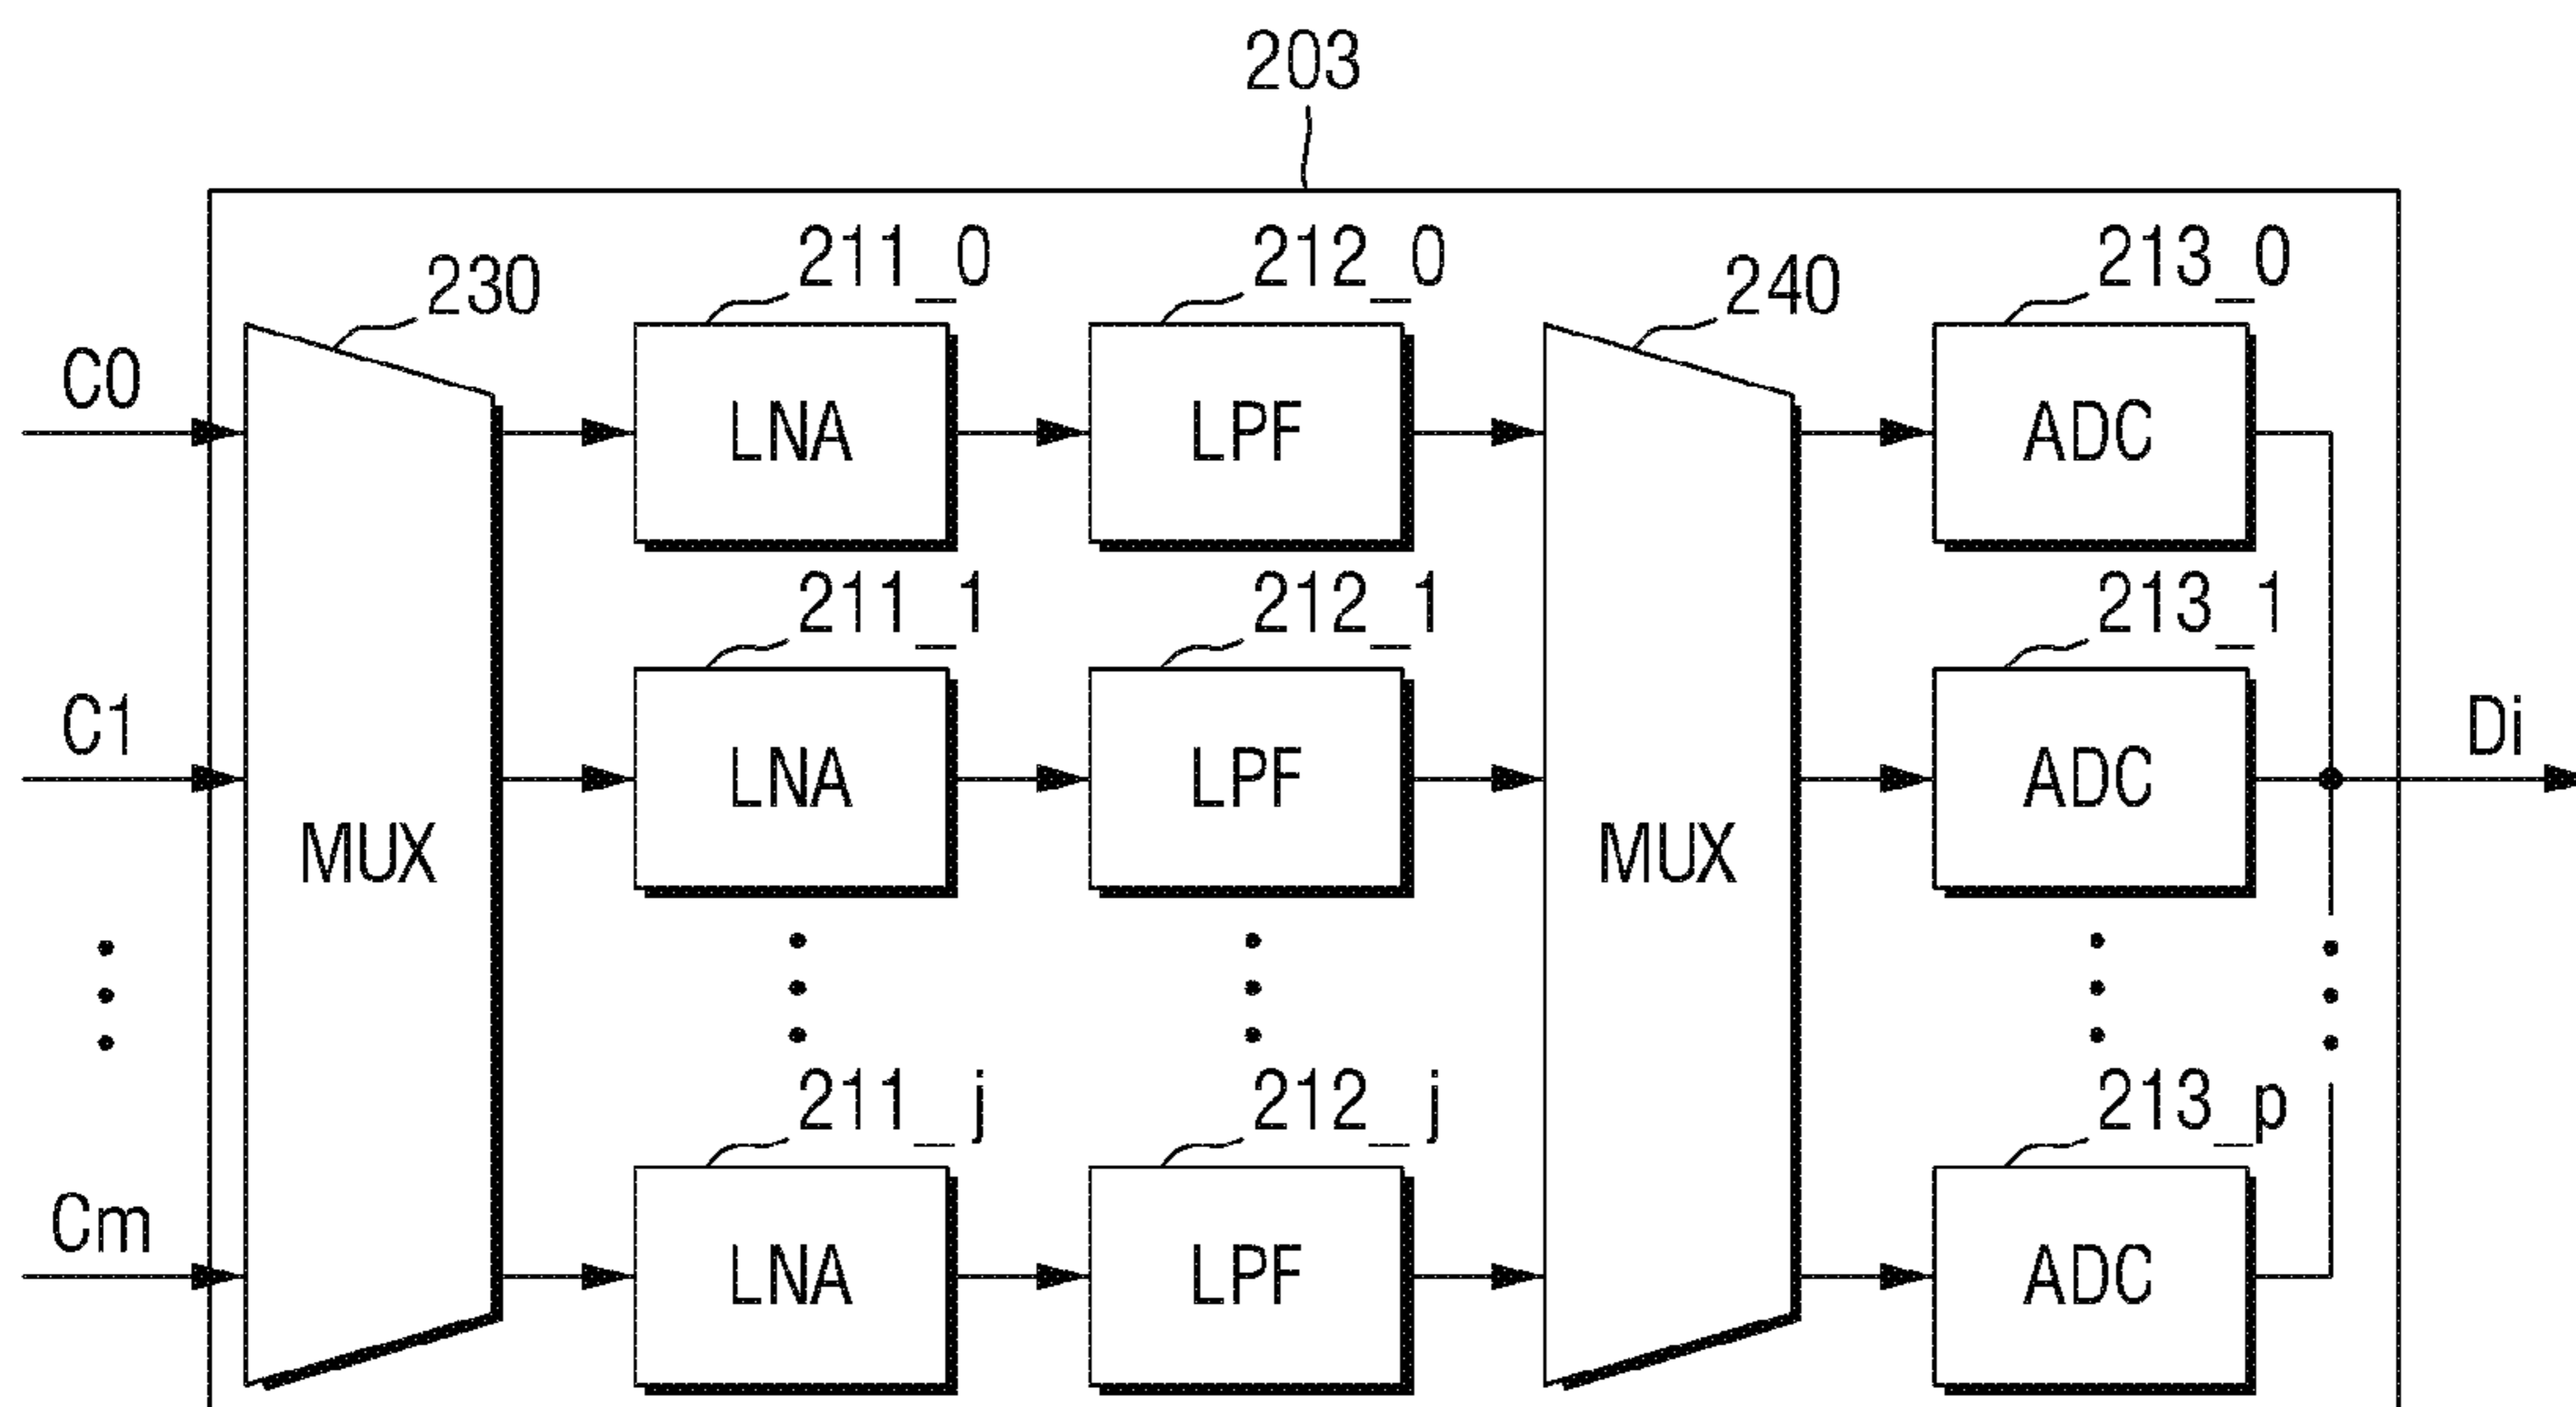 203
230
211_0
212_0
240
213_0
C0
LNA
LPF
ADC
211_1
212_1
213_1
C1
LNA
LPF
ADC
Di
MUX
MUX
211_j
212_j
213_p
Cm
LNA
LPF
ADC